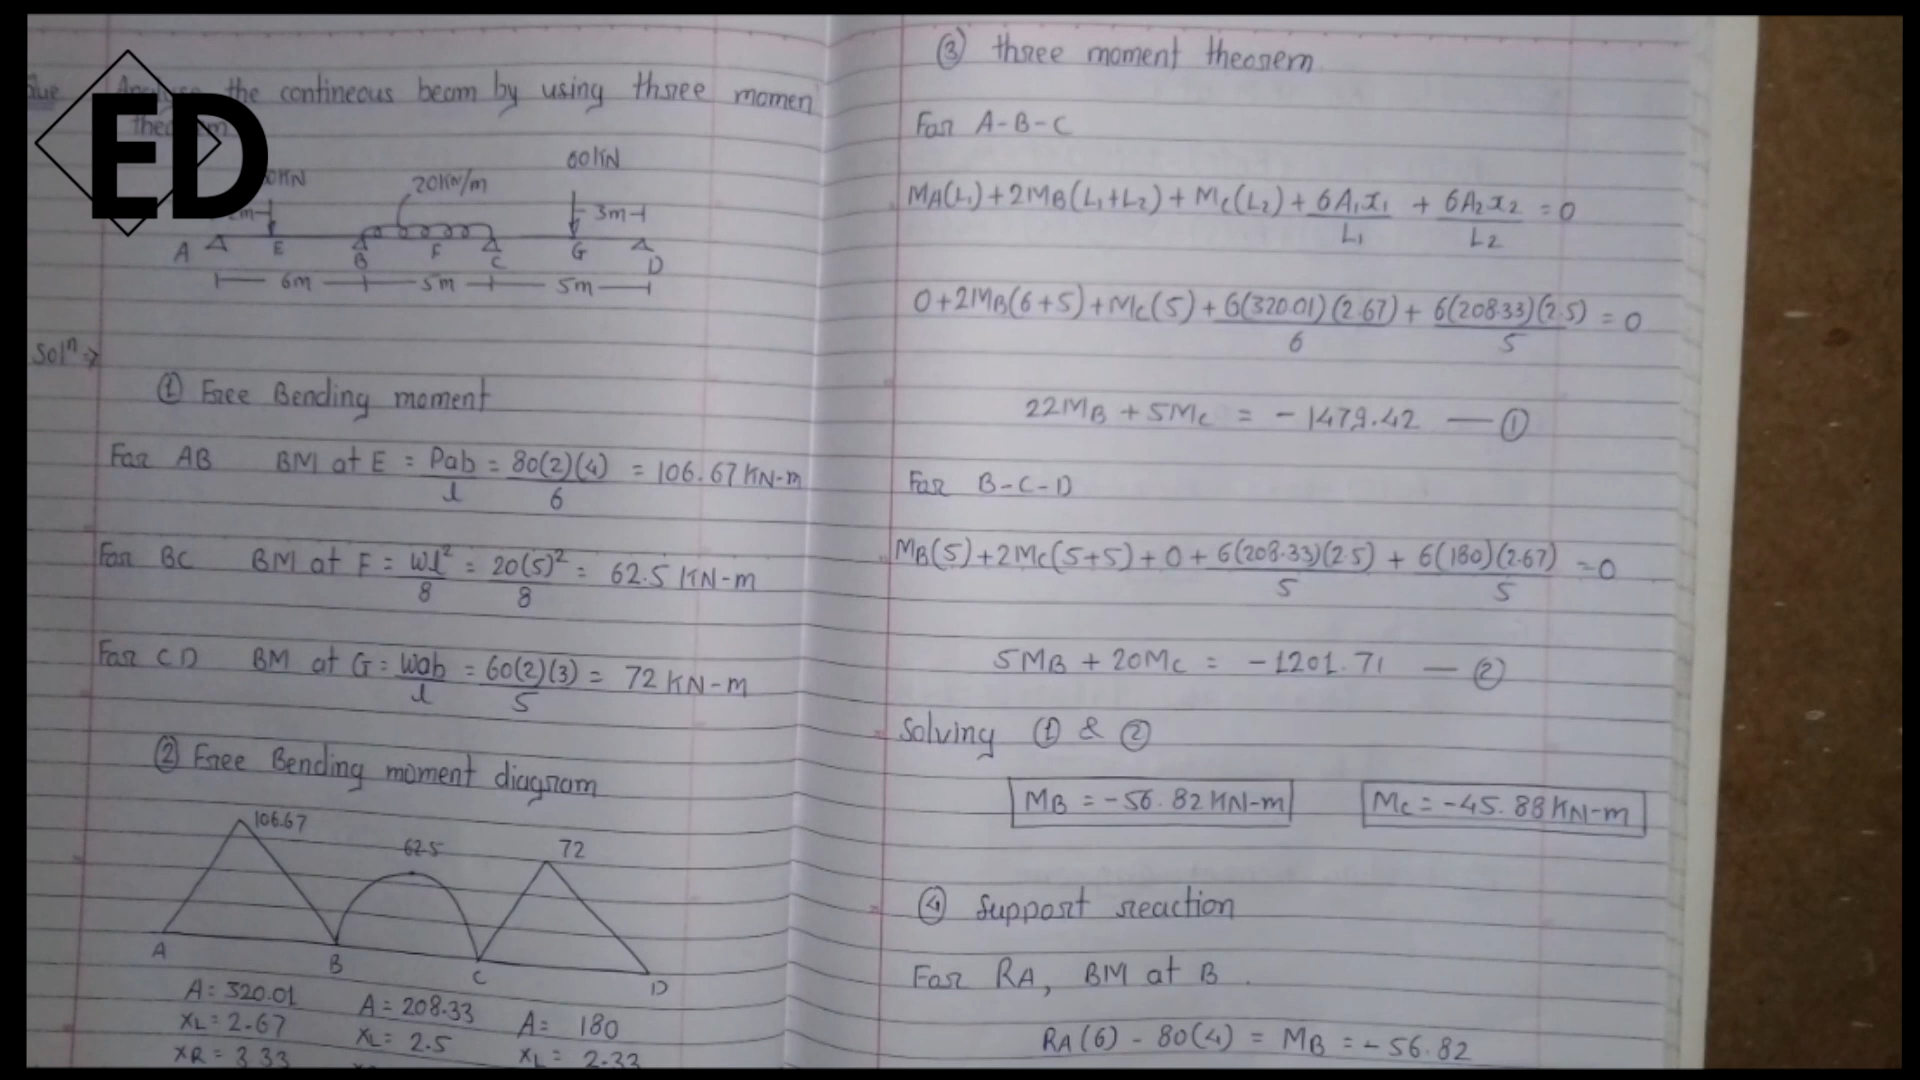 ③ three moment theorem
Que the contineous beam by using three momen
ED
For A-B-C
60KN
20KN/m
3m
A E B F C G D
6m 5m 5m
MA(L1) + 2MB(L1+L2) + MC(L2) + 6A1x1/L1 + 6A2x2/L2 = 0
0+2MB(6+5) + MC(5) + 6(320.01)(2.67)/6 + 6(208.33)(2.5)/5 = 0
Solⁿ ⇒
① Free Bending moment
22MB + 5MC = - 1479.42 — ①
For AB BM at E = Pab/l = 80(2)(4)/6 = 106.67 KN-m
For B-C-D
For BC BM at F = wl²/8 = 20(5)²/8 = 62.5 KN-m
MB(5) + 2MC(5+5) + 0 + 6(208.33)(2.5)/5 + 6(180)(2.67)/5 = 0
For CD BM at G = wab/l = 60(2)(3)/5 = 72 KN-m
5MB + 20MC = -1201.71 — ②
Solving ① & ②
② Free Bending moment diagram
MB = -56.82 KN-m MC = -45.88 KN-m
106.67 62.5 72
④ Support reaction
A B C D
For RA, BM at B
A = 320.01 A = 208.33 A = 180
xL = 2.67 xL = 2.5 xL = 2.33
xR = 3.33
RA(6) - 80(4) = MB = -56.82